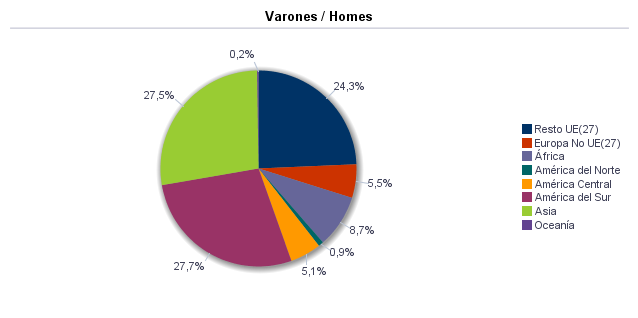 Varones / Homes
0,2%
24,3%
27,5%
5,5%
8,7%
0,9%
5,1%
27,7%
Resto UE(27)
Europa No UE(27)
África
América del Norte
América Central
América del Sur
Asia
Oceanía